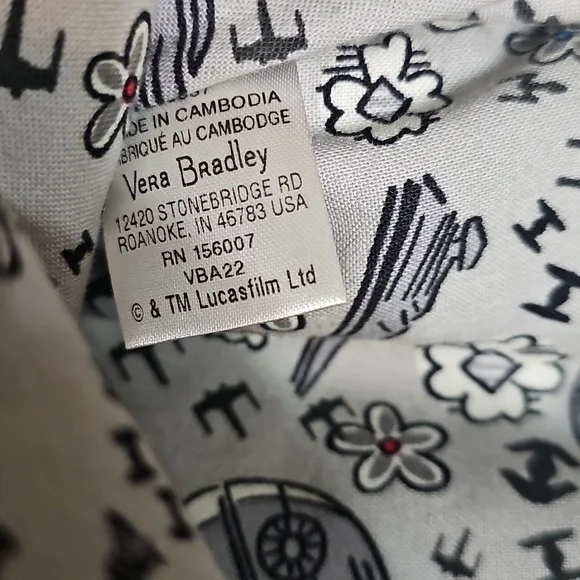 DE IN CAMBODIA
BRIQUÉ AU CAMBODGE
Vera Bradley
12420 STONEBRIDGE RD
ROANOKE, IN 46783 USA
RN 156007
VBA22
© & TM Lucasfilm Ltd